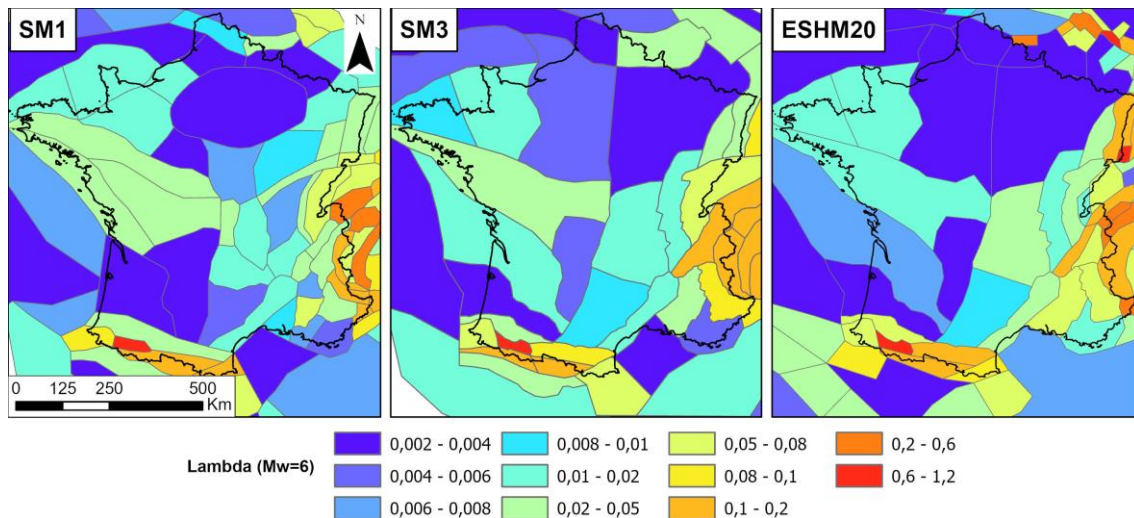 SM1
N
SM3
ESHM20
0 125 250 500
Km
Lambda (Mw=6)
0,002 - 0,004
0,004 - 0,006
0,006 - 0,008
0,008 - 0,01
0,01 - 0,02
0,02 - 0,05
0,05 - 0,08
0,08 - 0,1
0,1 - 0,2
0,2 - 0,6
0,6 - 1,2